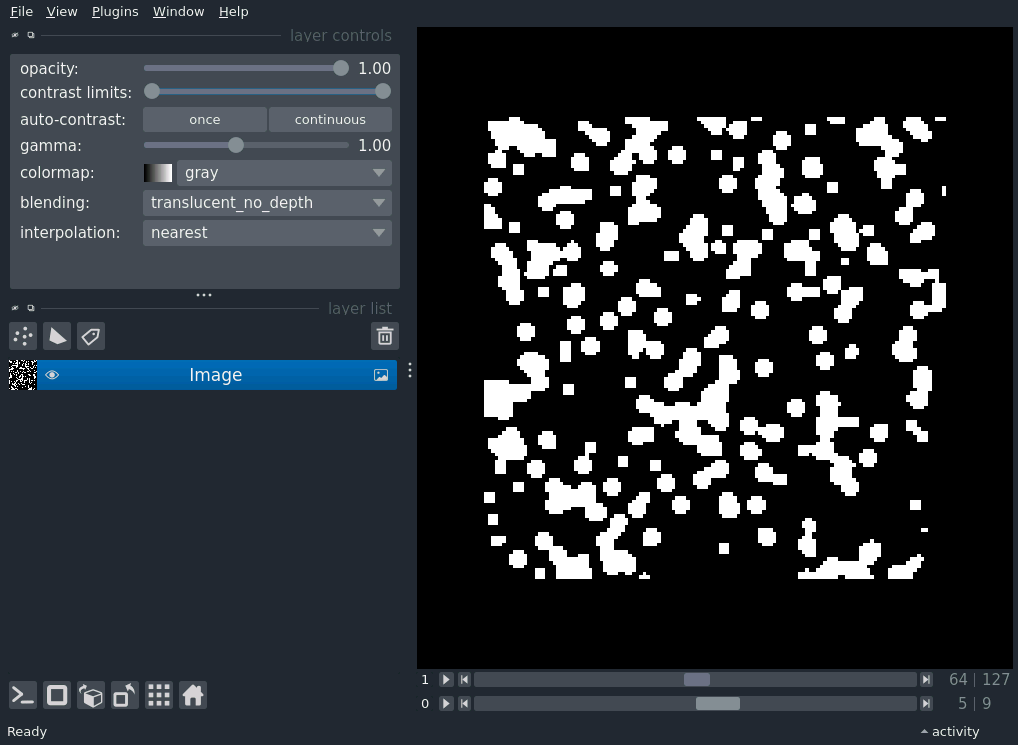 File View Plugins Window Help
layer controls
opacity: 1.00
contrast limits:
auto-contrast: once continuous
gamma: 1.00
colormap: gray
blending: translucent_no_depth
interpolation: nearest
layer list
Image
1 64 | 127
0 5 | 9
Ready activity